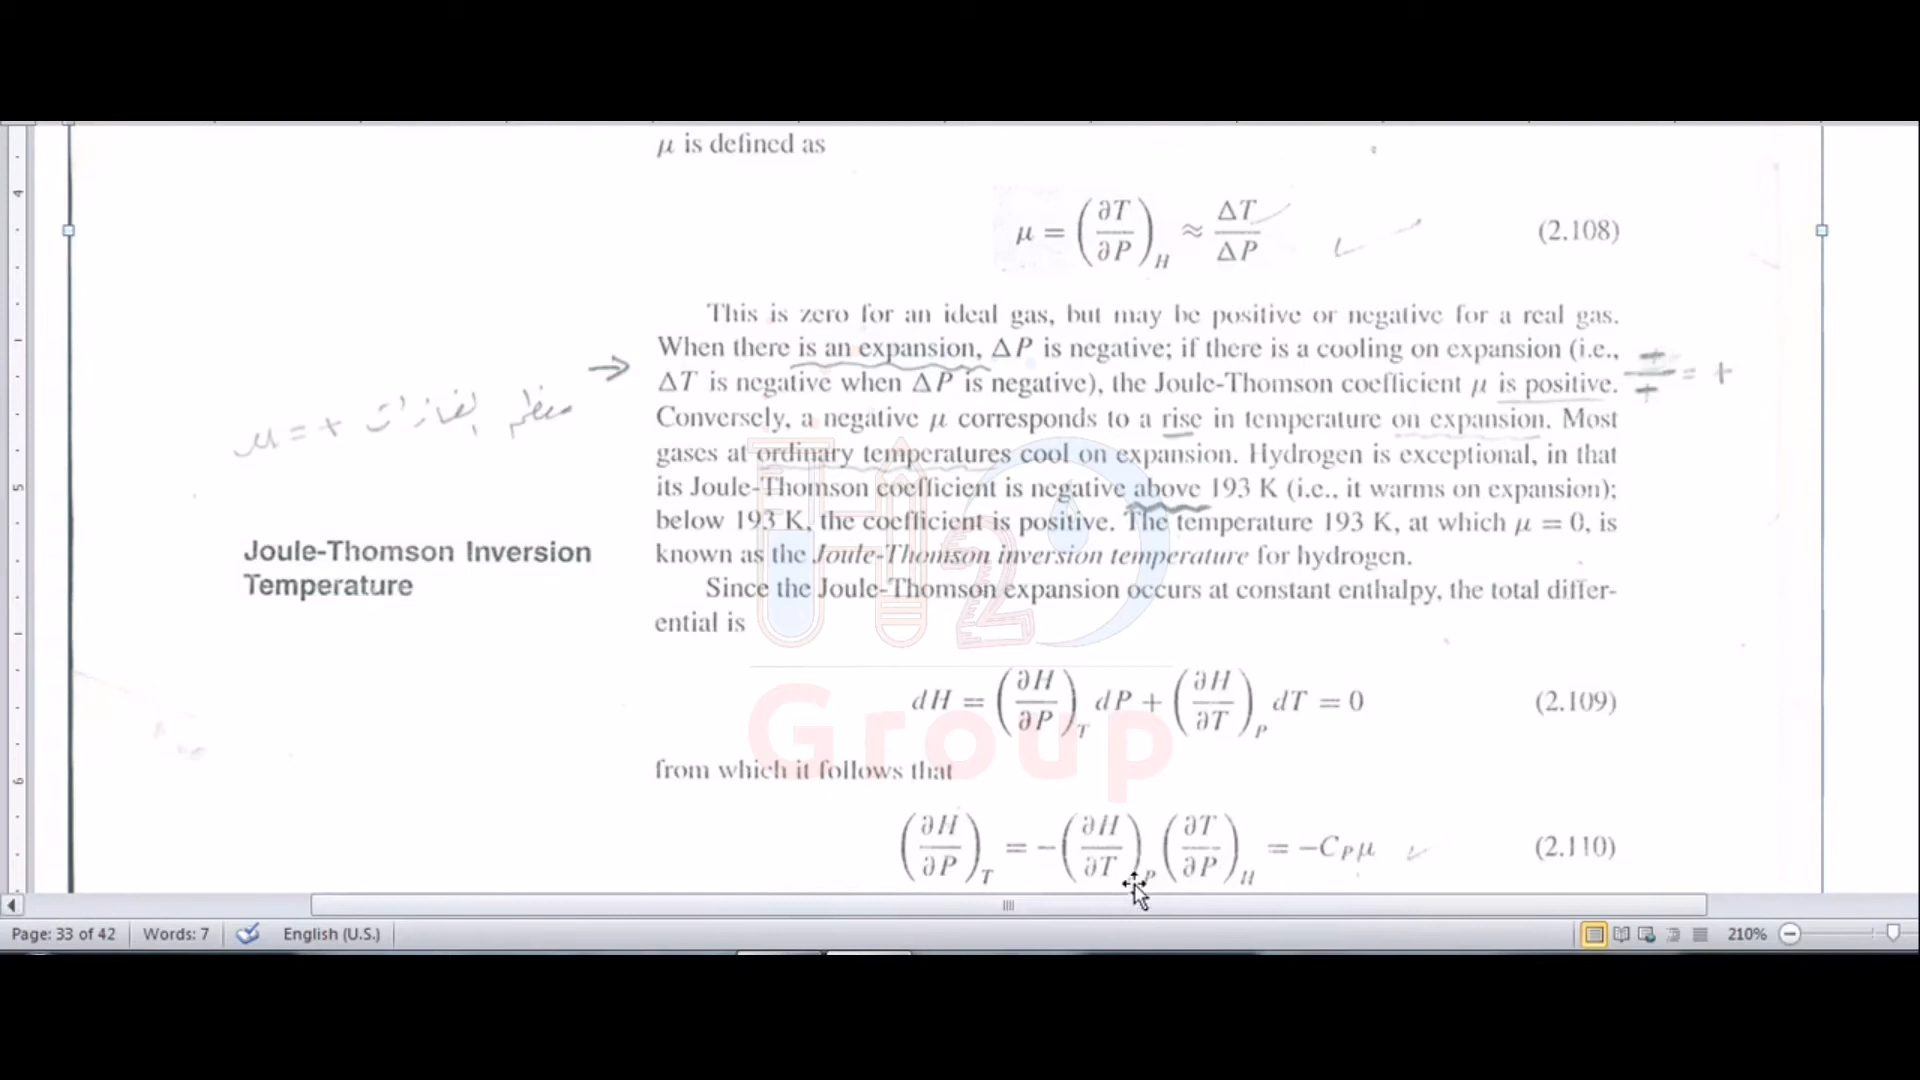 μ is defined as
μ = (∂T/∂P)_H ≈ ΔT/ΔP (2.108)
This is zero for an ideal gas, but may be positive or negative for a real gas.
When there is an expansion, ΔP is negative; if there is a cooling on expansion (i.e.,
ΔT is negative when ΔP is negative), the Joule-Thomson coefficient μ is positive.
= +
Conversely, a negative μ corresponds to a rise in temperature on expansion. Most
μ = + معظم الغازات
gases at ordinary temperatures cool on expansion. Hydrogen is exceptional, in that
its Joule-Thomson coefficient is negative above 193 K (i.e., it warms on expansion);
below 193 K, the coefficient is positive. The temperature 193 K, at which μ = 0, is
known as the Joule-Thomson inversion temperature for hydrogen.
Joule-Thomson Inversion
Temperature
Since the Joule-Thomson expansion occurs at constant enthalpy, the total differ-
ential is
dH = (∂H/∂P)_T dP + (∂H/∂T)_P dT = 0 (2.109)
from which it follows that
(∂H/∂P)_T = −(∂H/∂T)_P (∂T/∂P)_H = −C_Pμ (2.110)
H2O
Group
4
5
6
Page: 33 of 42
Words: 7
English (U.S.)
210%